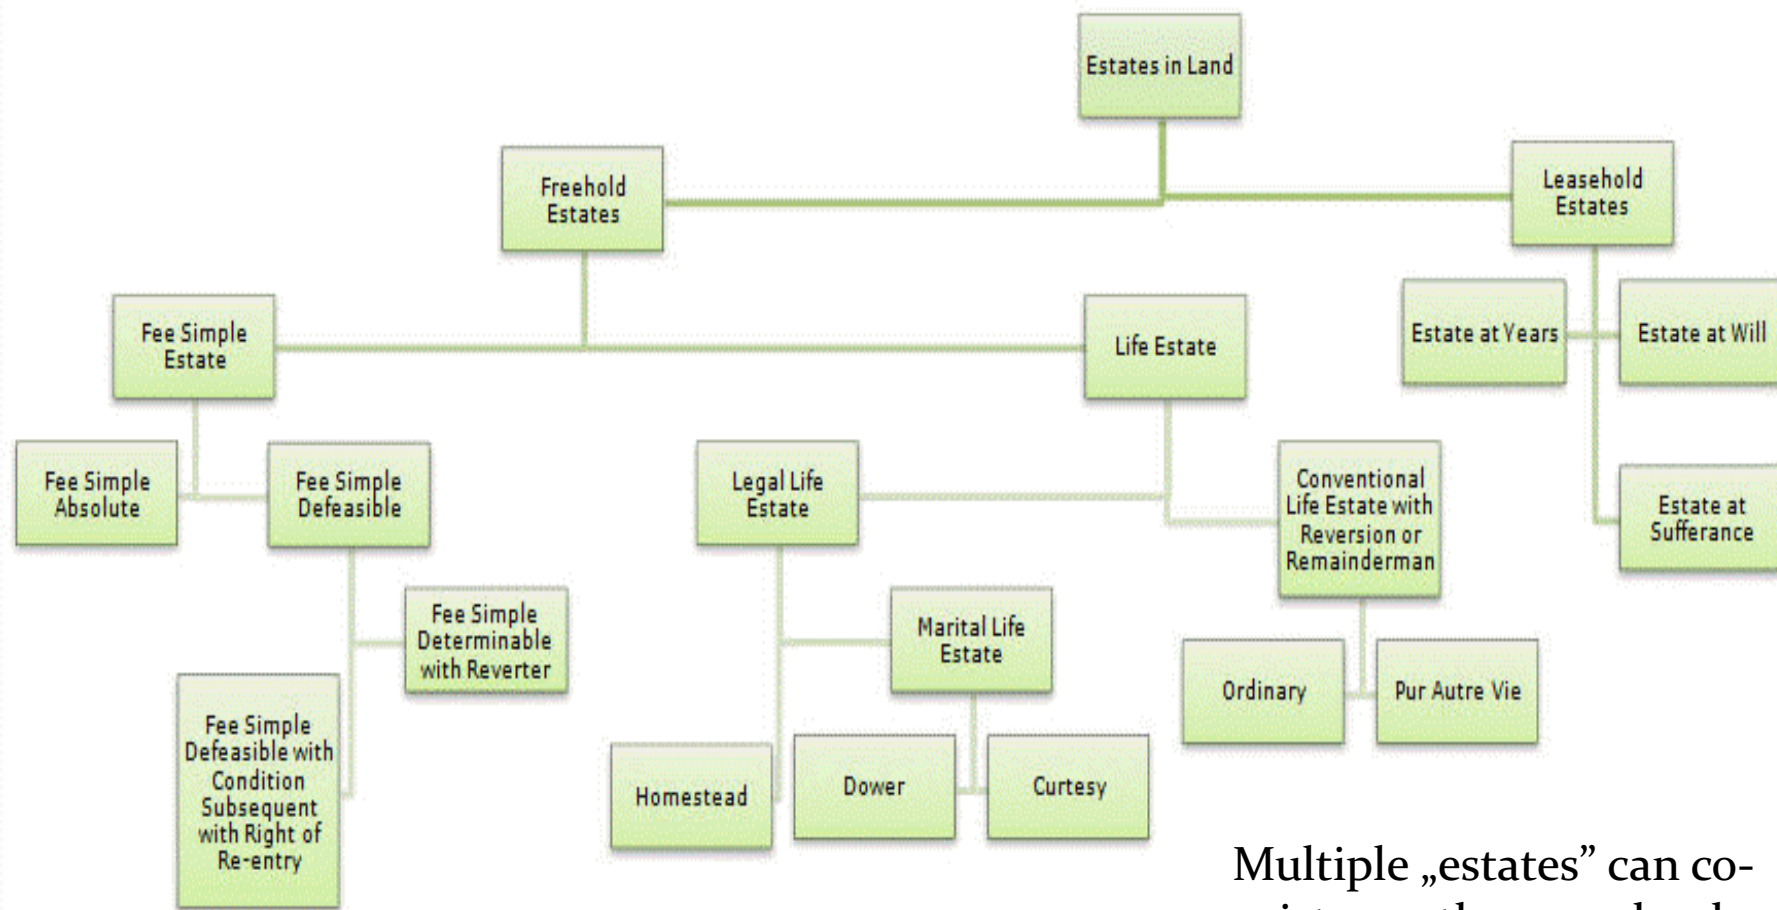 Estates in Land
Freehold
Estates
Leasehold
Estates
Fee Simple
Estate
Life Estate
Estate at Years
Estate at Will
Fee Simple
Absolute
Fee Simple
Defeasible
Legal Life
Estate
Conventional
Life Estate with
Reversion or
Remainderman
Estate at
Sufferance
Fee Simple
Determinable
with Reverter
Marital Life
Estate
Ordinary
Pur Autre Vie
Fee Simple
Defeasible with
Condition
Subsequent
with Right of
Re-entry
Homestead
Dower
Curtesy
Multiple „estates” can co-